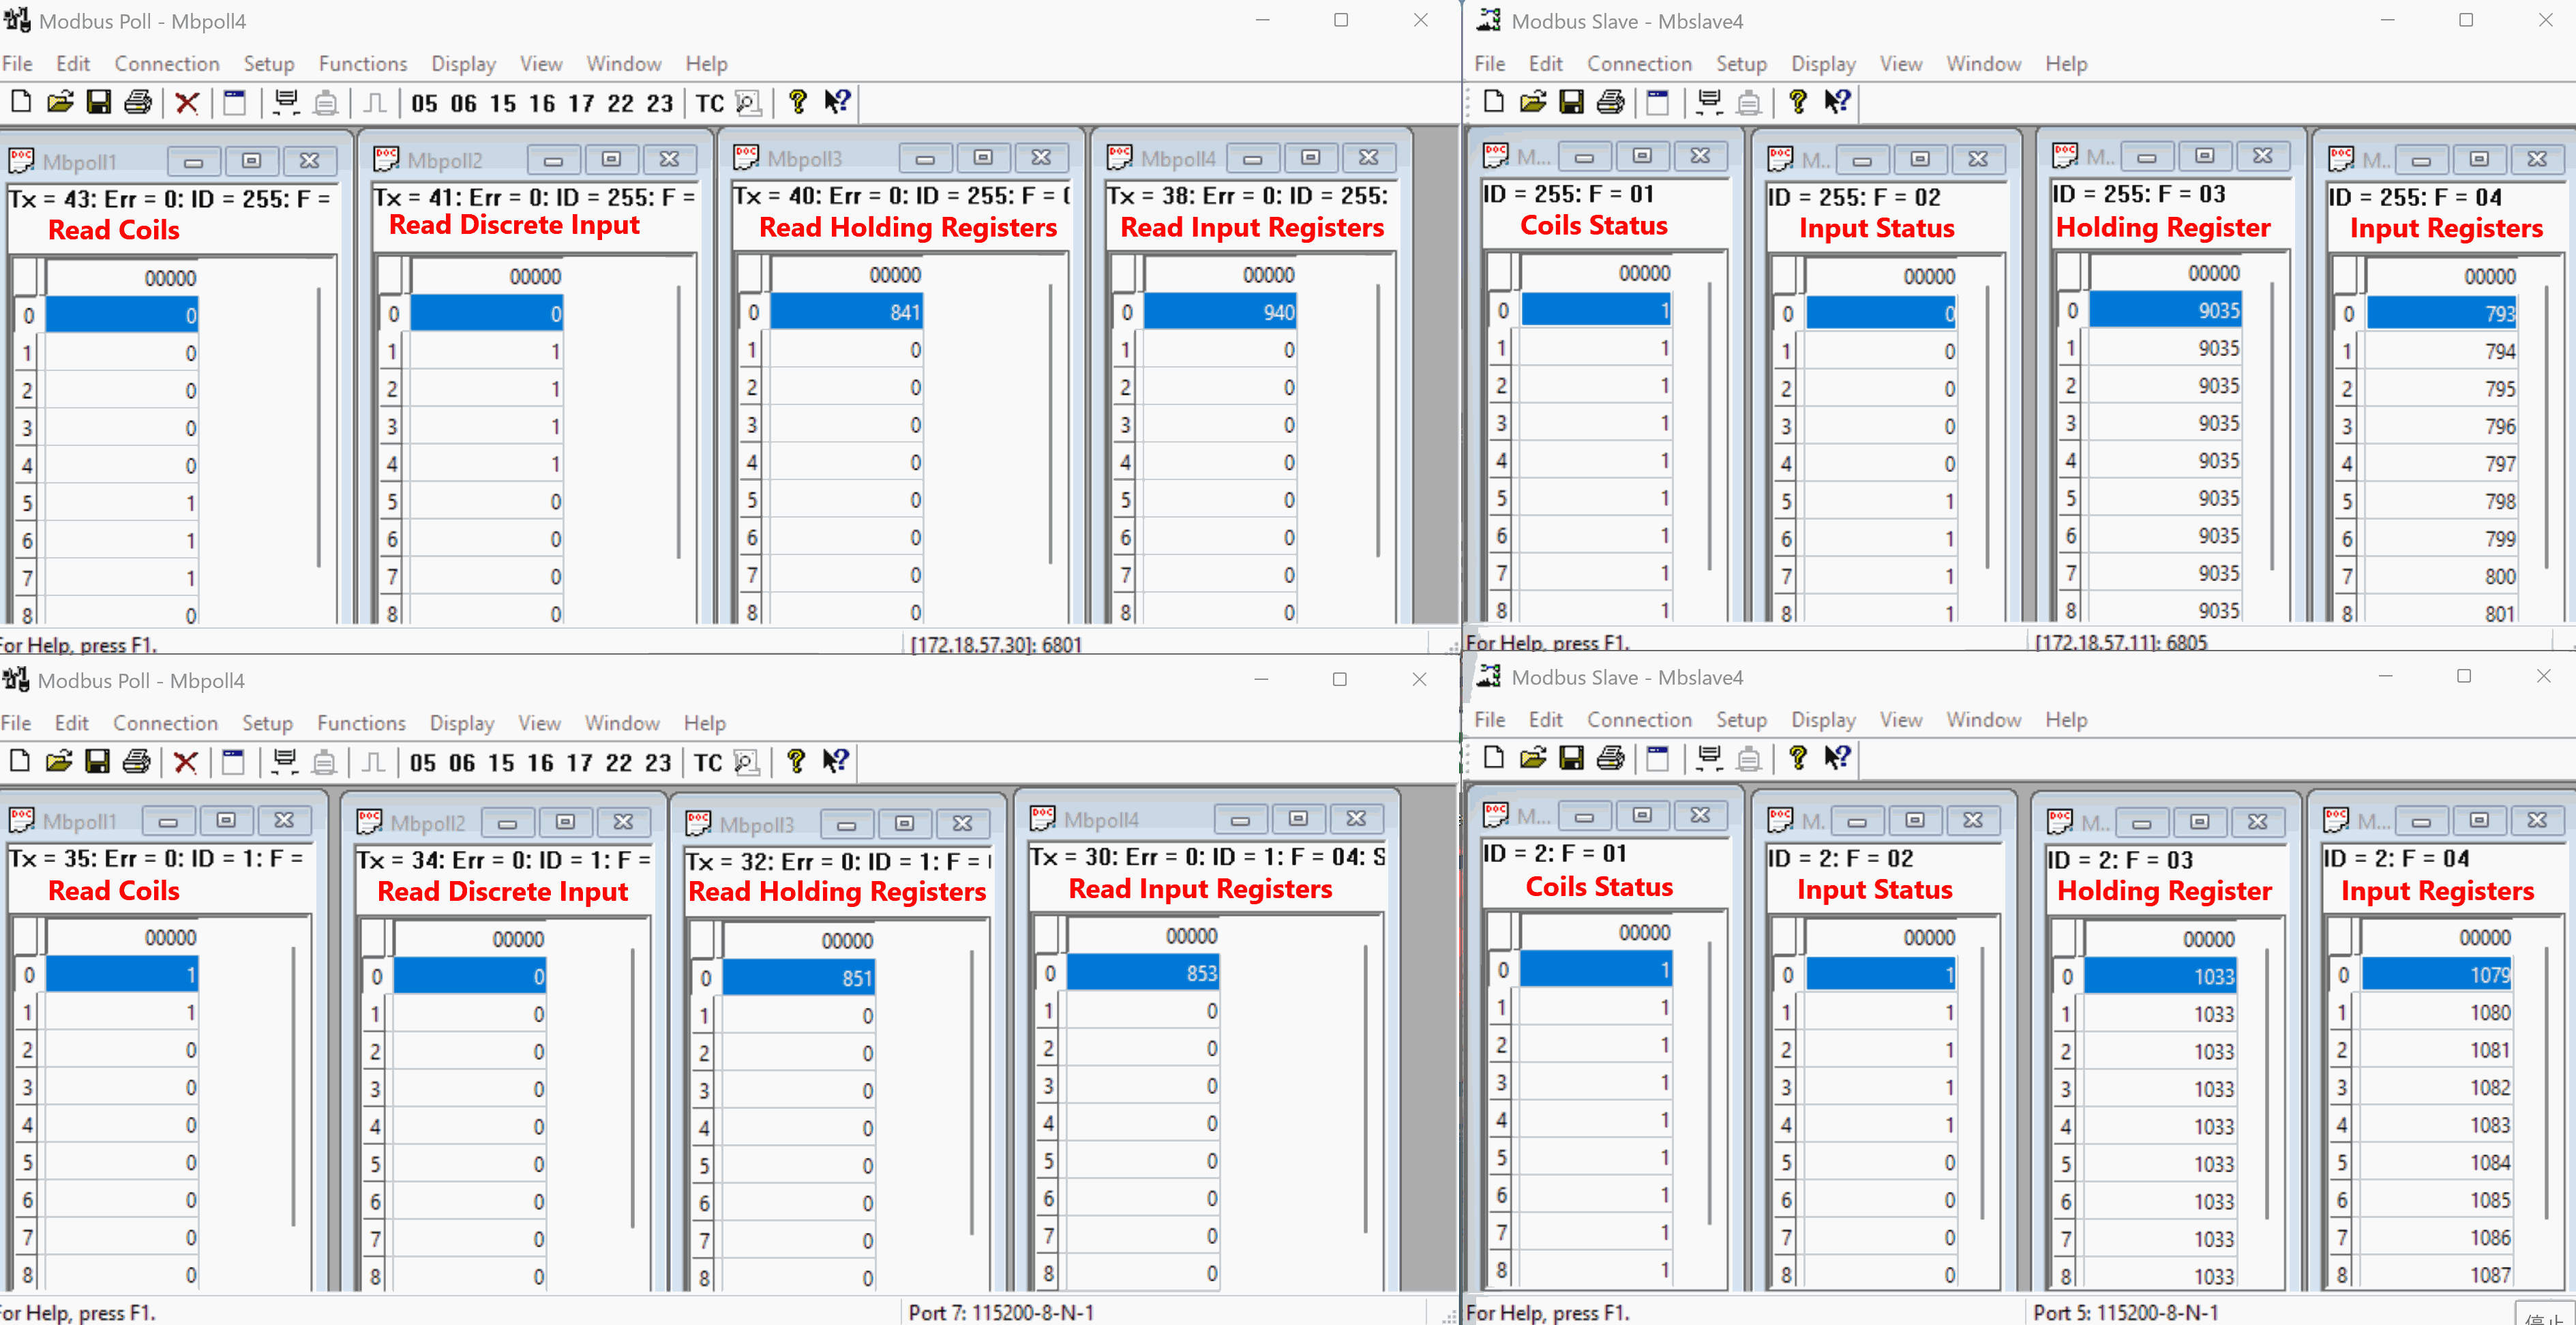 Modbus Poll - Mbpoll4
File Edit Connection Setup Functions Display View Window Help
05 06 15 16 17 22 23 TC
Mbpoll1
Tx = 43: Err = 0: ID = 255: F =
Read Coils
00000
0 0
1 0
2 0
3 0
4 0
5 1
6 1
7 1
8 0
Mbpoll2
Tx = 41: Err = 0: ID = 255: F =
Read Discrete Input
00000
0 0
1 1
2 1
3 1
4 1
5 0
6 0
7 0
8 0
Mbpoll3
Tx = 40: Err = 0: ID = 255: F =
Read Holding Registers
00000
0 841
1 0
2 0
3 0
4 0
5 0
6 0
7 0
8 0
Mbpoll4
Tx = 38: Err = 0: ID = 255:
Read Input Registers
00000
0 940
1 0
2 0
3 0
4 0
5 0
6 0
7 0
8 0
For Help, press F1.
[172.18.57.30]: 6801
Modbus Slave - Mbslave4
File Edit Connection Setup Display View Window Help
M...
ID = 255: F = 01
Coils Status
00000
0 1
1 1
2 1
3 1
4 1
5 1
6 1
7 1
8 1
M..
ID = 255: F = 02
Input Status
00000
0 0
1 0
2 0
3 0
4 0
5 1
6 1
7 1
8 1
M..
ID = 255: F = 03
Holding Register
00000
0 9035
1 9035
2 9035
3 9035
4 9035
5 9035
6 9035
7 9035
8 9035
M..
ID = 255: F = 04
Input Registers
00000
0 793
1 794
2 795
3 796
4 797
5 798
6 799
7 800
8 801
For Help, press F1.
[172.18.57.11]: 6805
Modbus Poll - Mbpoll4
File Edit Connection Setup Functions Display View Window Help
05 06 15 16 17 22 23 TC
Mbpoll1
Tx = 35: Err = 0: ID = 1: F =
Read Coils
00000
0 1
1 1
2 0
3 0
4 0
5 0
6 0
7 0
8 0
Mbpoll2
Tx = 34: Err = 0: ID = 1: F =
Read Discrete Input
00000
0 0
1 0
2 0
3 0
4 0
5 0
6 0
7 0
8 0
Mbpoll3
Tx = 32: Err = 0: ID = 1: F =
Read Holding Registers
00000
0 851
1 0
2 0
3 0
4 0
5 0
6 0
7 0
8 0
Mbpoll4
Tx = 30: Err = 0: ID = 1: F = 04: S
Read Input Registers
00000
0 853
1 0
2 0
3 0
4 0
5 0
6 0
7 0
8 0
For Help, press F1.
Port 7: 115200-8-N-1
Modbus Slave - Mbslave4
File Edit Connection Setup Display View Window Help
M...
ID = 2: F = 01
Coils Status
00000
0 1
1 1
2 1
3 1
4 1
5 1
6 1
7 1
8 1
M.
ID = 2: F = 02
Input Status
00000
0 1
1 1
2 1
3 1
4 1
5 0
6 0
7 0
8 0
M..
ID = 2: F = 03
Holding Register
00000
0 1033
1 1033
2 1033
3 1033
4 1033
5 1033
6 1033
7 1033
8 1033
M...
ID = 2: F = 04
Input Registers
00000
0 1079
1 1080
2 1081
3 1082
4 1083
5 1084
6 1085
7 1086
8 1087
For Help, press F1.
Port 5: 115200-8-N-1